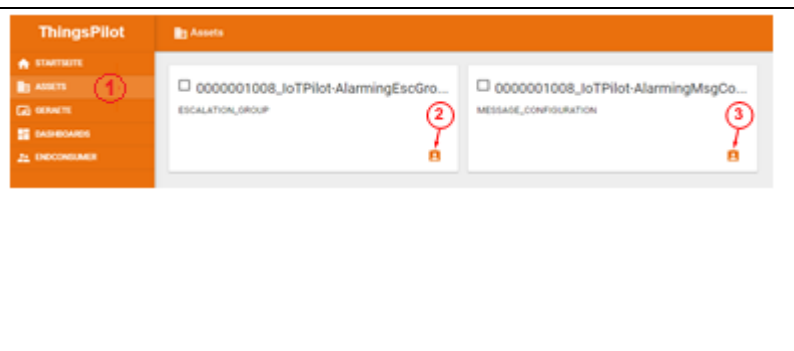 ThingsPilot
Assets
STARTSEITE
ASSETS
1
GERAETE
DASHBOARDS
ENDCONSUMER
0000001008_IoTPilot-AlarmingEscGro...
ESCALATION_GROUP
2
0000001008_IoTPilot-AlarmingMsgCo...
MESSAGE_CONFIGURATION
3